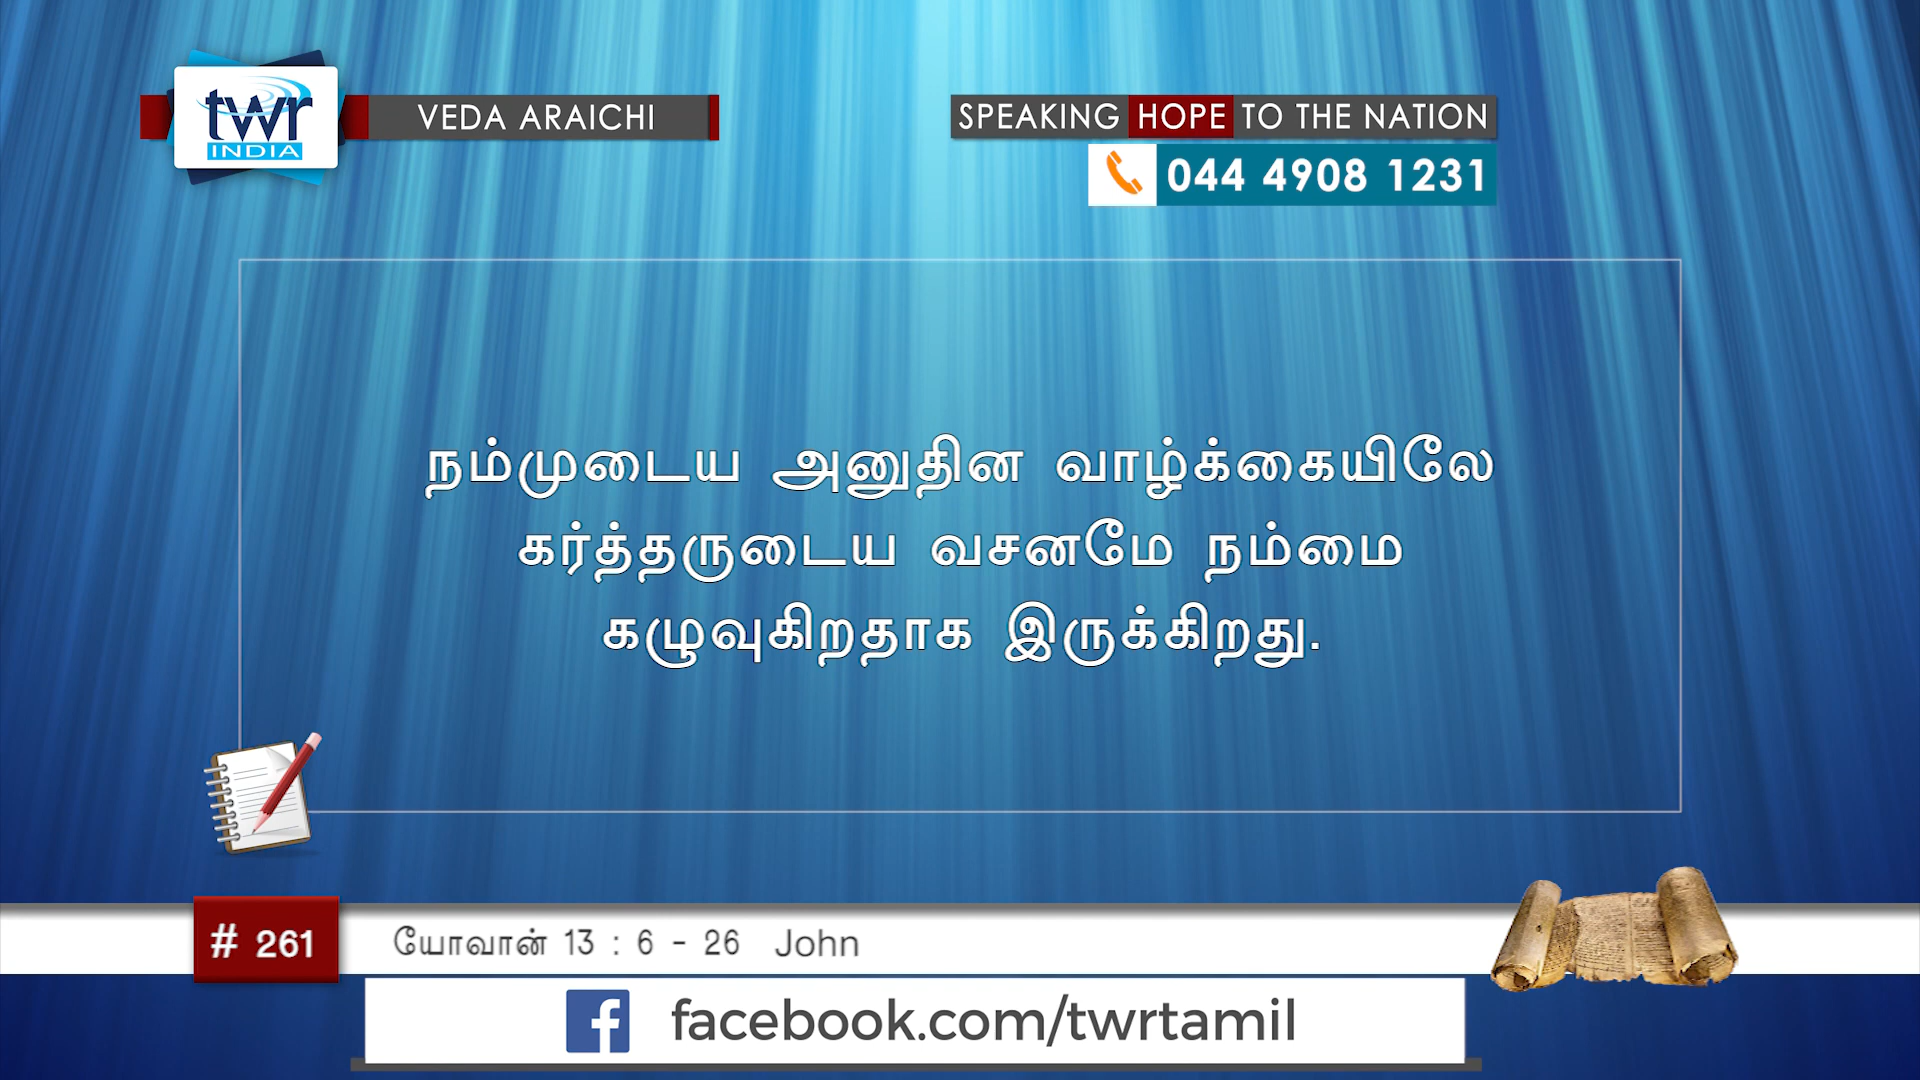 twr
INDIA
VEDA ARAICHI
SPEAKING HOPE TO THE NATION
044 4908 1231
நம்முடைய அனுதின வாழ்க்கையிலே
கர்த்தருடைய வசனமே நம்மை
கழுவுகிறதாக இருக்கிறது.
# 261
யோவான் 13 : 6 - 26 John
facebook.com/twrtamil